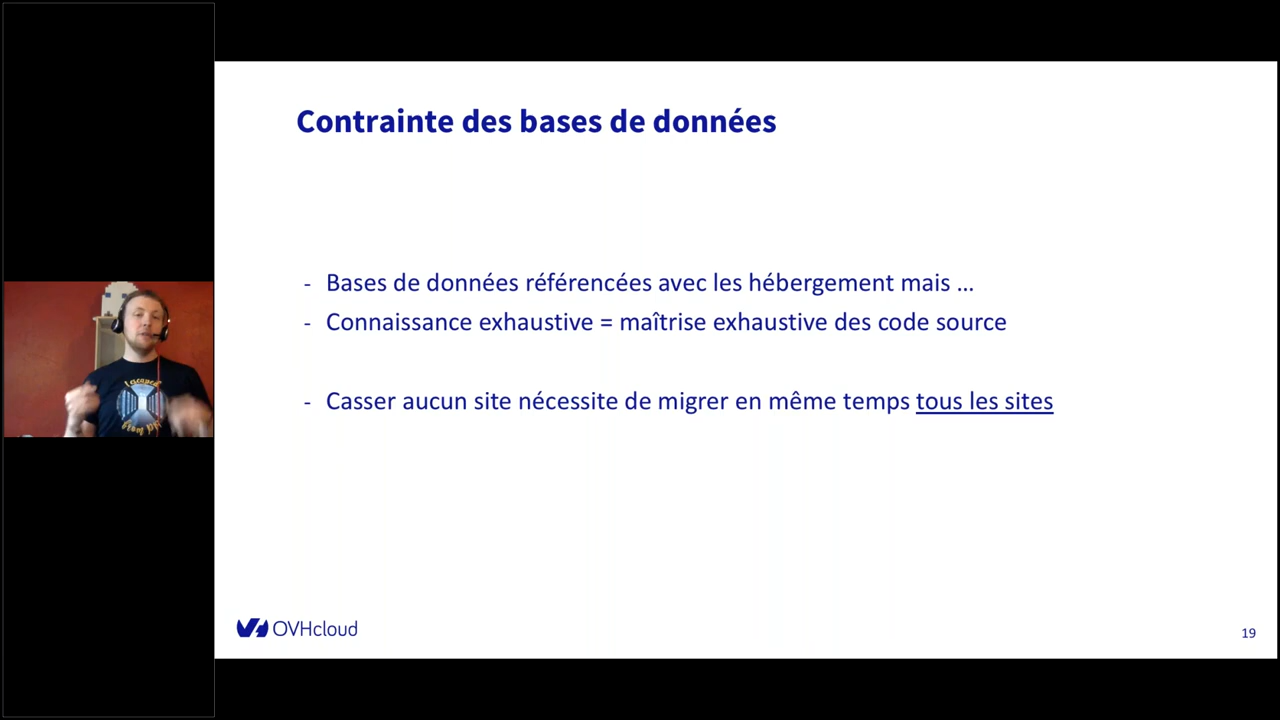 Contrainte des bases de données
- Bases de données référencées avec les hébergement mais ...
- Connaissance exhaustive = maîtrise exhaustive des code source
- Casser aucun site nécessite de migrer en même temps tous les sites
OVHcloud
19
I escaped